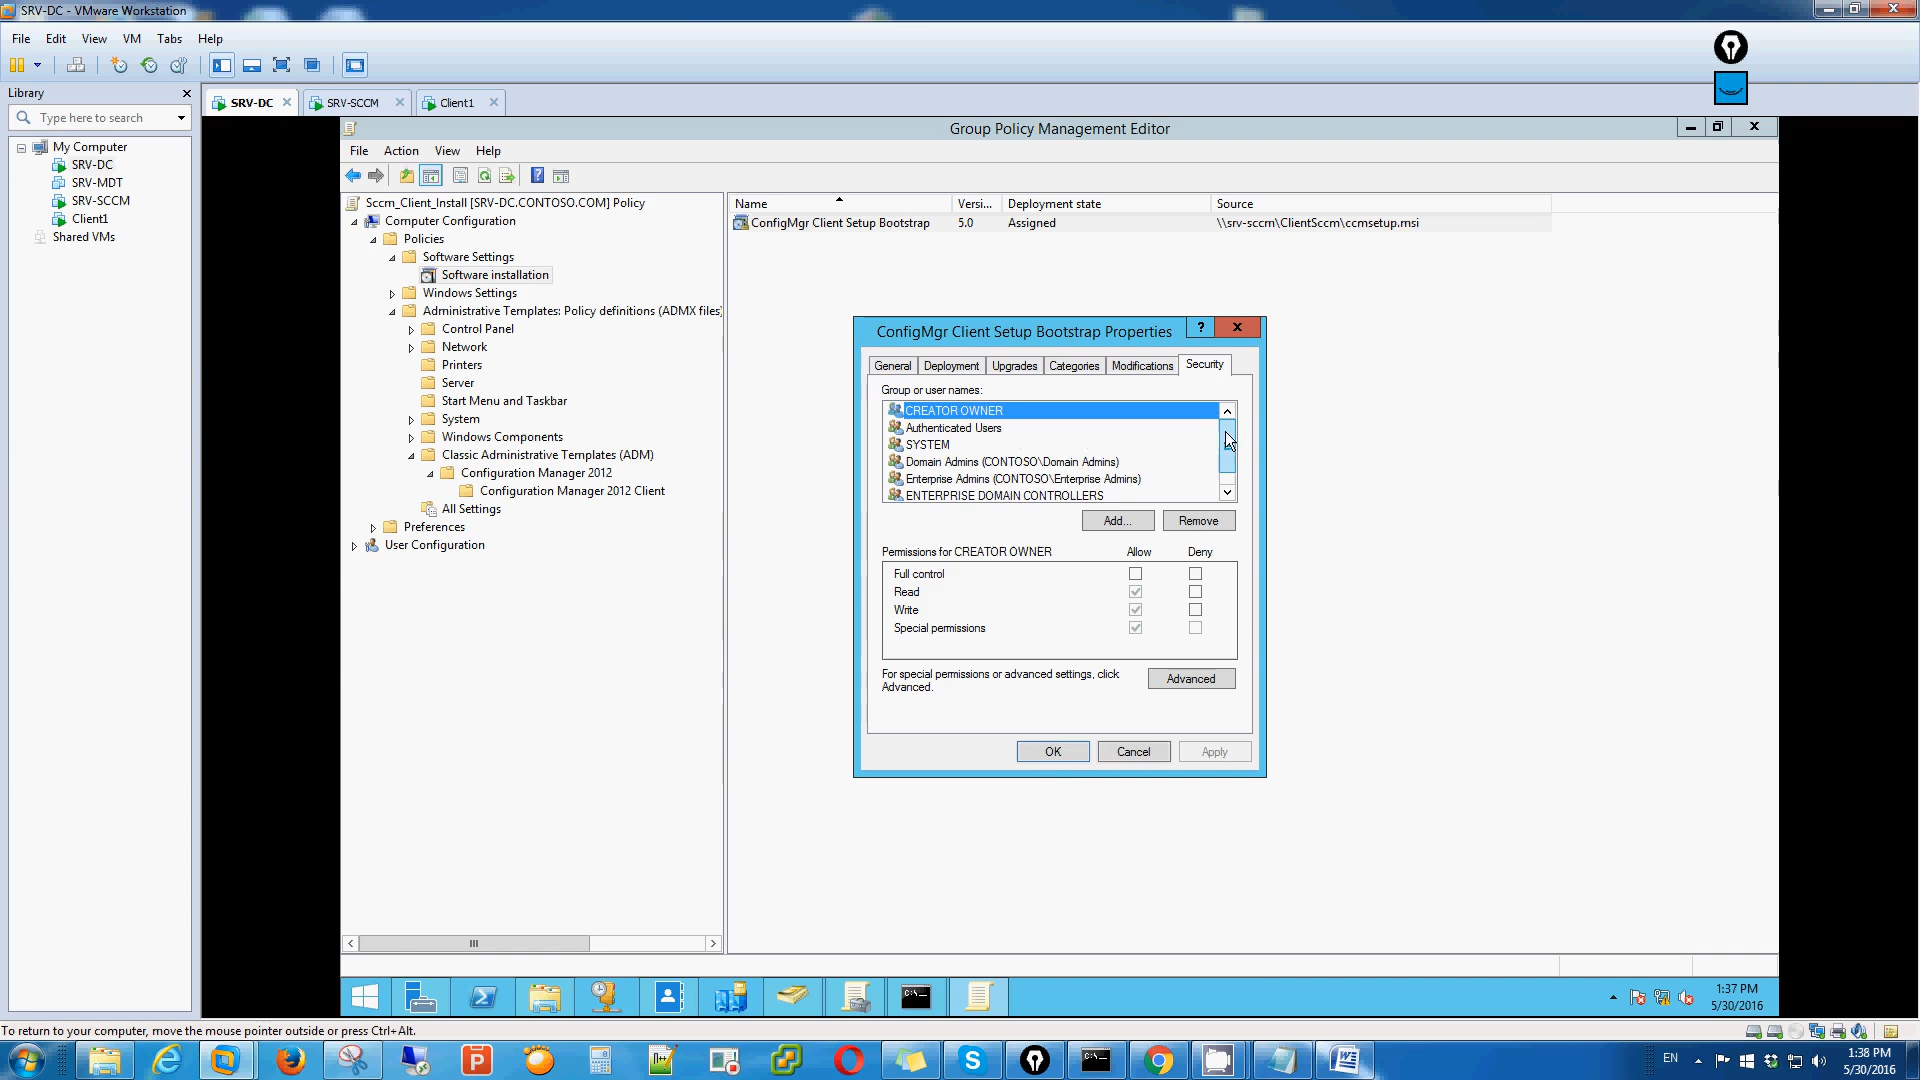 SRV-DC - VMware Workstation
File Edit View VM Tabs Help
Library
Type here to search
My Computer
SRV-DC
SRV-MDT
SRV-SCCM
Client1
Shared VMs
SRV-DC SRV-SCCM Client1
Group Policy Management Editor
File Action View Help
Sccm_Client_Install [SRV-DC.CONTOSO.COM] Policy
Computer Configuration
Policies
Software Settings
Software installation
Windows Settings
Administrative Templates: Policy definitions (ADMX files)
Control Panel
Network
Printers
Server
Start Menu and Taskbar
System
Windows Components
Classic Administrative Templates (ADM)
Configuration Manager 2012
Configuration Manager 2012 Client
All Settings
Preferences
User Configuration
Name Versi... Deployment state Source
ConfigMgr Client Setup Bootstrap 5.0 Assigned \\srv-sccm\ClientSccm\ccmsetup.msi
ConfigMgr Client Setup Bootstrap Properties
General Deployment Upgrades Categories Modifications Security
Group or user names:
CREATOR OWNER
Authenticated Users
SYSTEM
Domain Admins (CONTOSO\Domain Admins)
Enterprise Admins (CONTOSO\Enterprise Admins)
ENTERPRISE DOMAIN CONTROLLERS
Add... Remove
Permissions for CREATOR OWNER Allow Deny
Full control
Read
Write
Special permissions
For special permissions or advanced settings, click
Advanced.
Advanced
OK Cancel Apply
1:37 PM
5/30/2016
To return to your computer, move the mouse pointer outside or press Ctrl+Alt.
EN
1:38 PM
5/30/2016